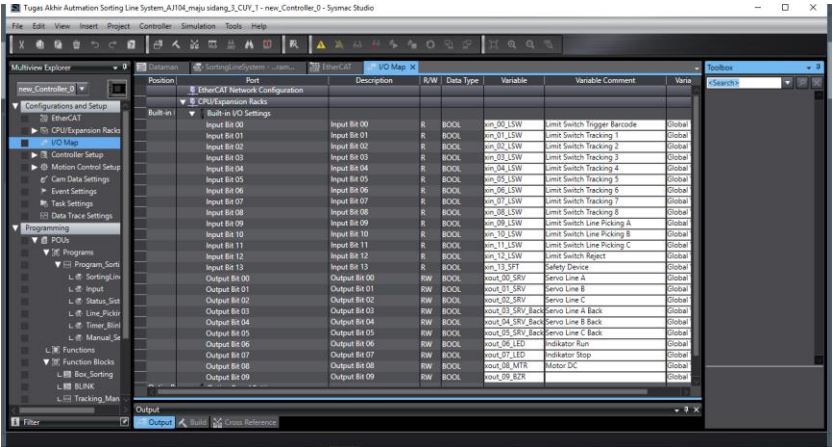 Tugas Akhir Autmation Sorting Line System_AJ104_maju sidang_3_CUY_1 - new_Controller_0 - Sysmac Studio
File Edit View Insert Project Controller Simulation Tools Help
Multiview Explorer
Dataman SortingLineSystem - ...ram... EtherCAT I/O Map
Toolbox
new_Controller_0
Position Port Description R/W Data Type Variable Variable Comment Varia
<Search>
EtherCAT Network Configuration
Configurations and Setup
CPU/Expansion Racks
EtherCAT
Built-in I Built-in I/O Settings
CPU/Expansion Racks
Input Bit 00 Input Bit 00 R BOOL xin_00_LSW Limit Switch Trigger Barcode Global
I/O Map
Input Bit 01 Input Bit 01 R BOOL xin_01_LSW Limit Switch Tracking 1 Global
Controller Setup
Input Bit 02 Input Bit 02 R BOOL xin_02_LSW Limit Switch Tracking 2 Global
Motion Control Setup
Input Bit 03 Input Bit 03 R BOOL xin_03_LSW Limit Switch Tracking 3 Global
Cam Data Settings
Input Bit 04 Input Bit 04 R BOOL xin_04_LSW Limit Switch Tracking 4 Global
Event Settings
Input Bit 05 Input Bit 05 R BOOL xin_05_LSW Limit Switch Tracking 5 Global
Task Settings
Input Bit 06 Input Bit 06 R BOOL xin_06_LSW Limit Switch Tracking 6 Global
Data Trace Settings
Input Bit 07 Input Bit 07 R BOOL xin_07_LSW Limit Switch Tracking 7 Global
Programming
Input Bit 08 Input Bit 08 R BOOL xin_08_LSW Limit Switch Tracking 8 Global
POUs
Input Bit 09 Input Bit 09 R BOOL xin_09_LSW Limit Switch Line Picking A Global
Programs
Input Bit 10 Input Bit 10 R BOOL xin_10_LSW Limit Switch Line Picking B Global
Program_Sorti
Input Bit 11 Input Bit 11 R BOOL xin_11_LSW Limit Switch Line Picking C Global
SortingLine
Input Bit 12 Input Bit 12 R BOOL xin_12_LSW Limit Switch Reject Global
Input
Input Bit 13 Input Bit 13 R BOOL xin_13_SFT Safety Device Global
Status_Sist
Output Bit 00 Output Bit 00 RW BOOL xout_00_SRV Servo Line A Global
Line_Pickin
Output Bit 01 Output Bit 01 RW BOOL xout_01_SRV Servo Line B Global
Timer_Blin
Output Bit 02 Output Bit 02 RW BOOL xout_02_SRV Servo Line C Global
Manual_Se
Output Bit 03 Output Bit 03 RW BOOL xout_03_SRV_Back Servo Line A Back Global
Functions
Output Bit 04 Output Bit 04 RW BOOL xout_04_SRV_Back Servo Line B Back Global
Function Blocks
Output Bit 05 Output Bit 05 RW BOOL xout_05_SRV_Back Servo Line C Back Global
Box_Sorting
Output Bit 06 Output Bit 06 RW BOOL xout_06_LED Indikator Run Global
BLINK
Output Bit 07 Output Bit 07 RW BOOL xout_07_LED Indikator Stop Global
Tracking_Man
Output Bit 08 Output Bit 08 RW BOOL xout_08_MTR Motor DC Global
Output Bit 09 Output Bit 09 RW BOOL xout_09_BZR Global
Output
Filter
Output Build Cross Reference